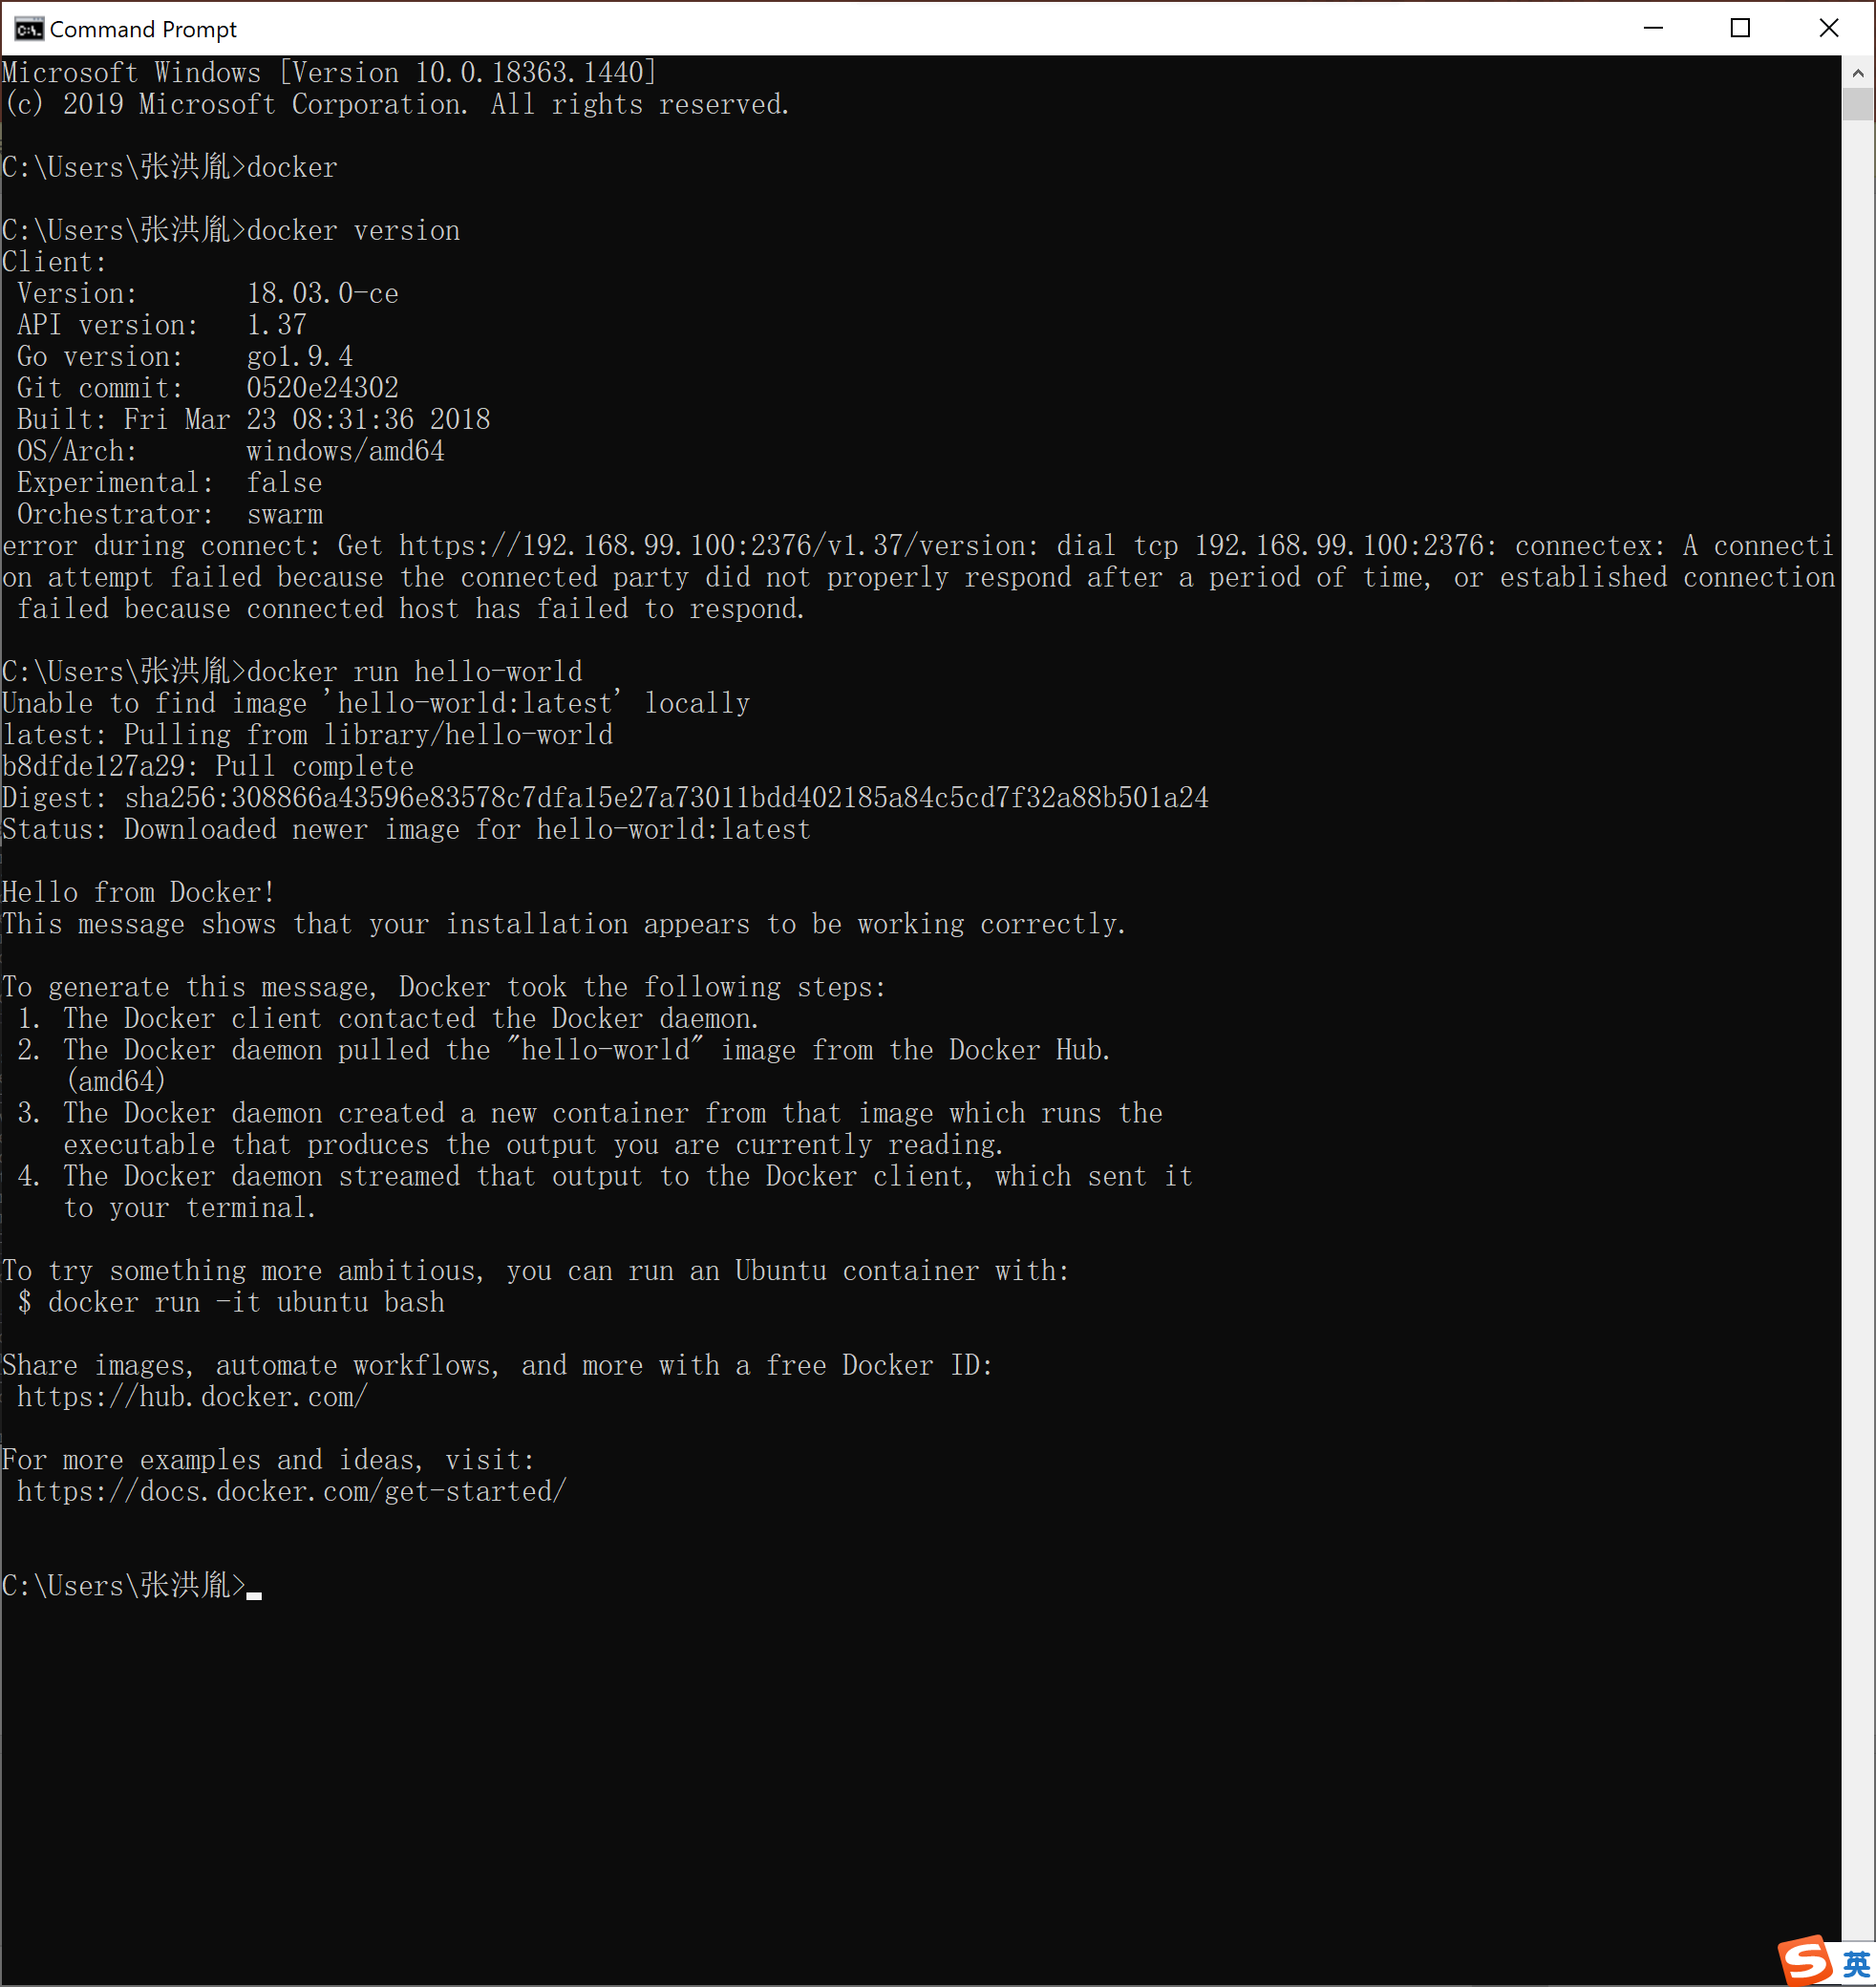 Command Prompt
Microsoft Windows [Version 10.0.18363.1440]
(c) 2019 Microsoft Corporation. All rights reserved.
C:\Users\张洪胤>docker
C:\Users\张洪胤>docker version
Client:
 Version:       18.03.0-ce
 API version:   1.37
 Go version:    go1.9.4
 Git commit:    0520e24302
 Built: Fri Mar 23 08:31:36 2018
 OS/Arch:       windows/amd64
 Experimental:  false
 Orchestrator:  swarm
error during connect: Get https://192.168.99.100:2376/v1.37/version: dial tcp 192.168.99.100:2376: connectex: A connecti
on attempt failed because the connected party did not properly respond after a period of time, or established connection
 failed because connected host has failed to respond.
C:\Users\张洪胤>docker run hello-world
Unable to find image 'hello-world:latest' locally
latest: Pulling from library/hello-world
b8dfde127a29: Pull complete
Digest: sha256:308866a43596e83578c7dfa15e27a73011bdd402185a84c5cd7f32a88b501a24
Status: Downloaded newer image for hello-world:latest
Hello from Docker!
This message shows that your installation appears to be working correctly.
To generate this message, Docker took the following steps:
 1. The Docker client contacted the Docker daemon.
 2. The Docker daemon pulled the "hello-world" image from the Docker Hub.
    (amd64)
 3. The Docker daemon created a new container from that image which runs the
    executable that produces the output you are currently reading.
 4. The Docker daemon streamed that output to the Docker client, which sent it
    to your terminal.
To try something more ambitious, you can run an Ubuntu container with:
 $ docker run -it ubuntu bash
Share images, automate workflows, and more with a free Docker ID:
 https://hub.docker.com/
For more examples and ideas, visit:
 https://docs.docker.com/get-started/
C:\Users\张洪胤>
S 英